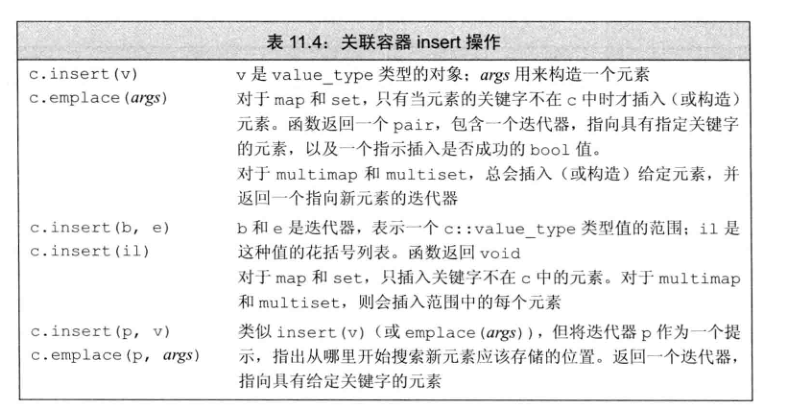 表 11.4：关联容器 insert 操作
c.insert(v) v 是 value_type 类型的对象；args 用来构造一个元素
c.emplace(args) 对于 map 和 set，只有当元素的关键字不在 c 中时才插入（或构造）
元素。函数返回一个 pair，包含一个迭代器，指向具有指定关键字
的元素，以及一个指示插入是否成功的 bool 值。
对于 multimap 和 multiset，总会插入（或构造）给定元素，并
返回一个指向新元素的迭代器
c.insert(b, e) b 和 e 是迭代器，表示一个 c::value_type 类型值的范围；il 是
c.insert(il) 这种值的花括号列表。函数返回 void
对于 map 和 set，只插入关键字不在 c 中的元素。对于 multimap
和 multiset，则会插入范围中的每个元素
c.insert(p, v) 类似 insert(v)（或 emplace(args)），但将迭代器 p 作为一个提
c.emplace(p, args) 示，指出从哪里开始搜索新元素应该存储的位置。返回一个迭代器，
指向具有给定关键字的元素